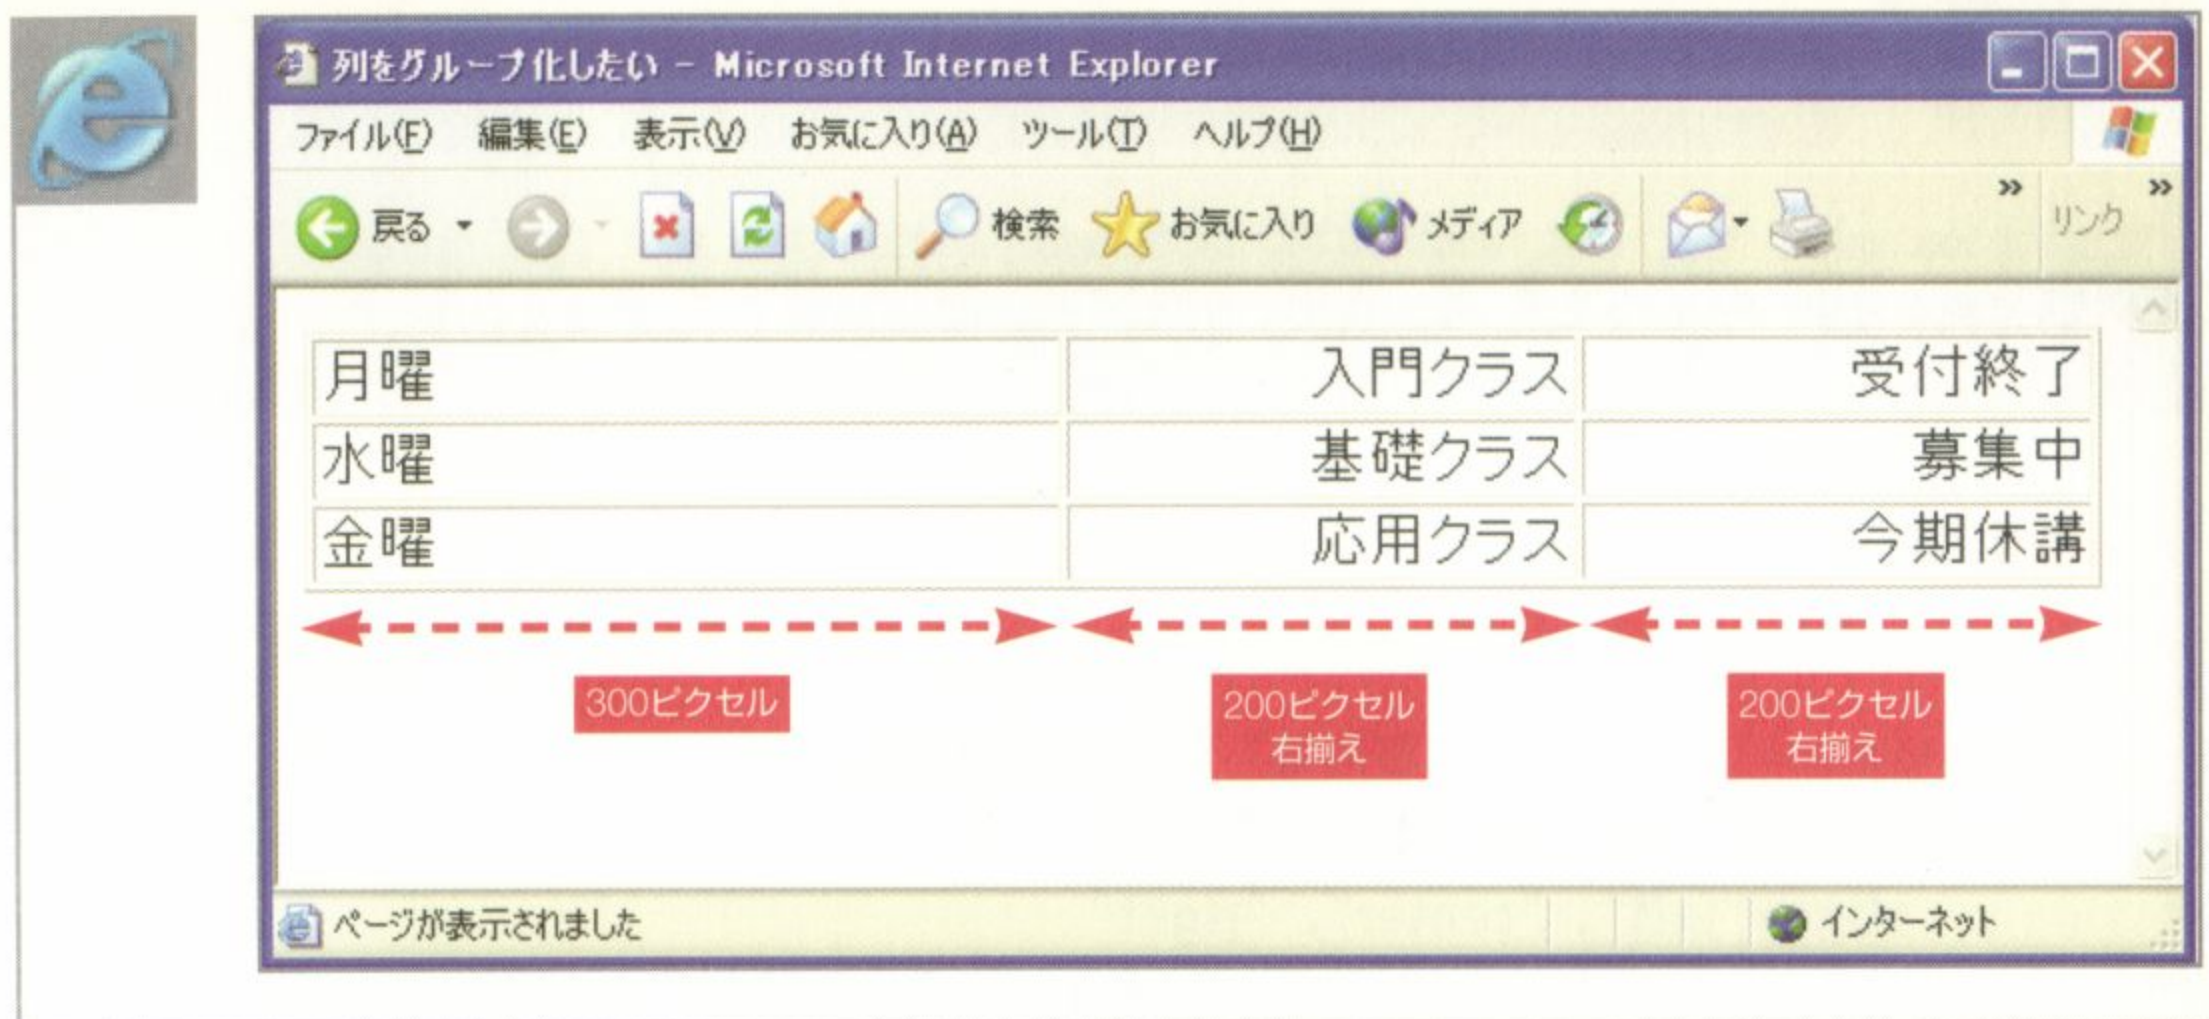 列をグループ化したい - Microsoft Internet Explorer
ファイル(F) 編集(E) 表示(V) お気に入り(A) ツール(T) ヘルプ(H)
戻る 検索 お気に入り メディア » リンク »
月曜 入門クラス 受付終了
水曜 基礎クラス 募集中
金曜 応用クラス 今期休講
300ピクセル 200ピクセル 200ピクセル
右揃え 右揃え
ページが表示されました インターネット